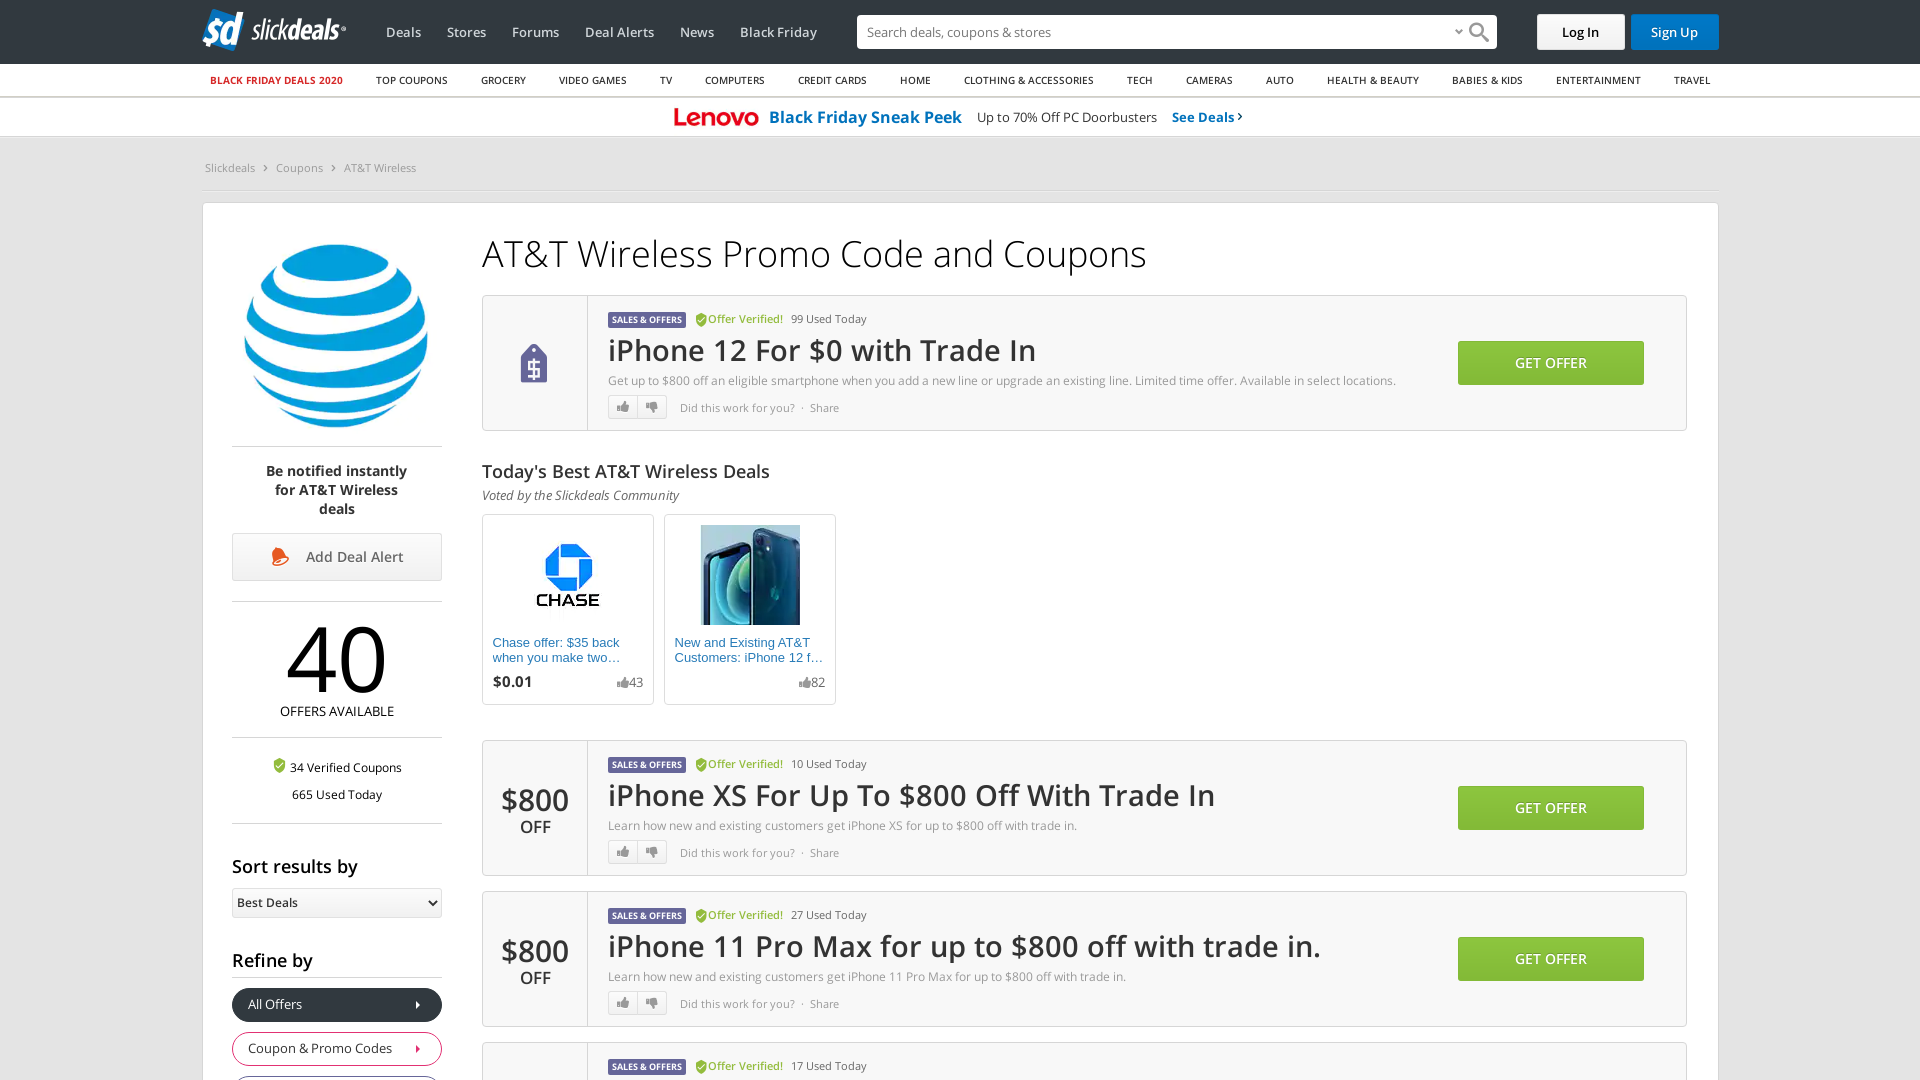 sd slickdeals
Deals
Stores
Forums
Deal Alerts
News
Black Friday
Search deals, coupons & stores
Log In
Sign Up
BLACK FRIDAY DEALS 2020
TOP COUPONS
GROCERY
VIDEO GAMES
TV
COMPUTERS
CREDIT CARDS
HOME
CLOTHING & ACCESSORIES
TECH
CAMERAS
AUTO
HEALTH & BEAUTY
BABIES & KIDS
ENTERTAINMENT
TRAVEL
Lenovo Black Friday Sneak Peek Up to 70% Off PC Doorbusters See Deals
Slickdeals
Coupons
AT&T Wireless
Be notified instantly
for AT&T Wireless
deals
Add Deal Alert
40
OFFERS AVAILABLE
34 Verified Coupons
665 Used Today
Sort results by
Best Deals
Refine by
All Offers
Coupon & Promo Codes
AT&T Wireless Promo Code and Coupons
SALES & OFFERS Offer Verified! 99 Used Today
iPhone 12 For $0 with Trade In
Get up to $800 off an eligible smartphone when you add a new line or upgrade an existing line. Limited time offer. Available in select locations.
Did this work for you? · Share
GET OFFER
Today's Best AT&T Wireless Deals
Voted by the Slickdeals Community
CHASE
Chase offer: $35 back
when you make two…
$0.01
43
New and Existing AT&T
Customers: iPhone 12 f…
82
$800
OFF
SALES & OFFERS Offer Verified! 10 Used Today
iPhone XS For Up To $800 Off With Trade In
Learn how new and existing customers get iPhone XS for up to $800 off with trade in.
Did this work for you? · Share
GET OFFER
$800
OFF
SALES & OFFERS Offer Verified! 27 Used Today
iPhone 11 Pro Max for up to $800 off with trade in.
Learn how new and existing customers get iPhone 11 Pro Max for up to $800 off with trade in.
Did this work for you? · Share
GET OFFER
SALES & OFFERS Offer Verified! 17 Used Today